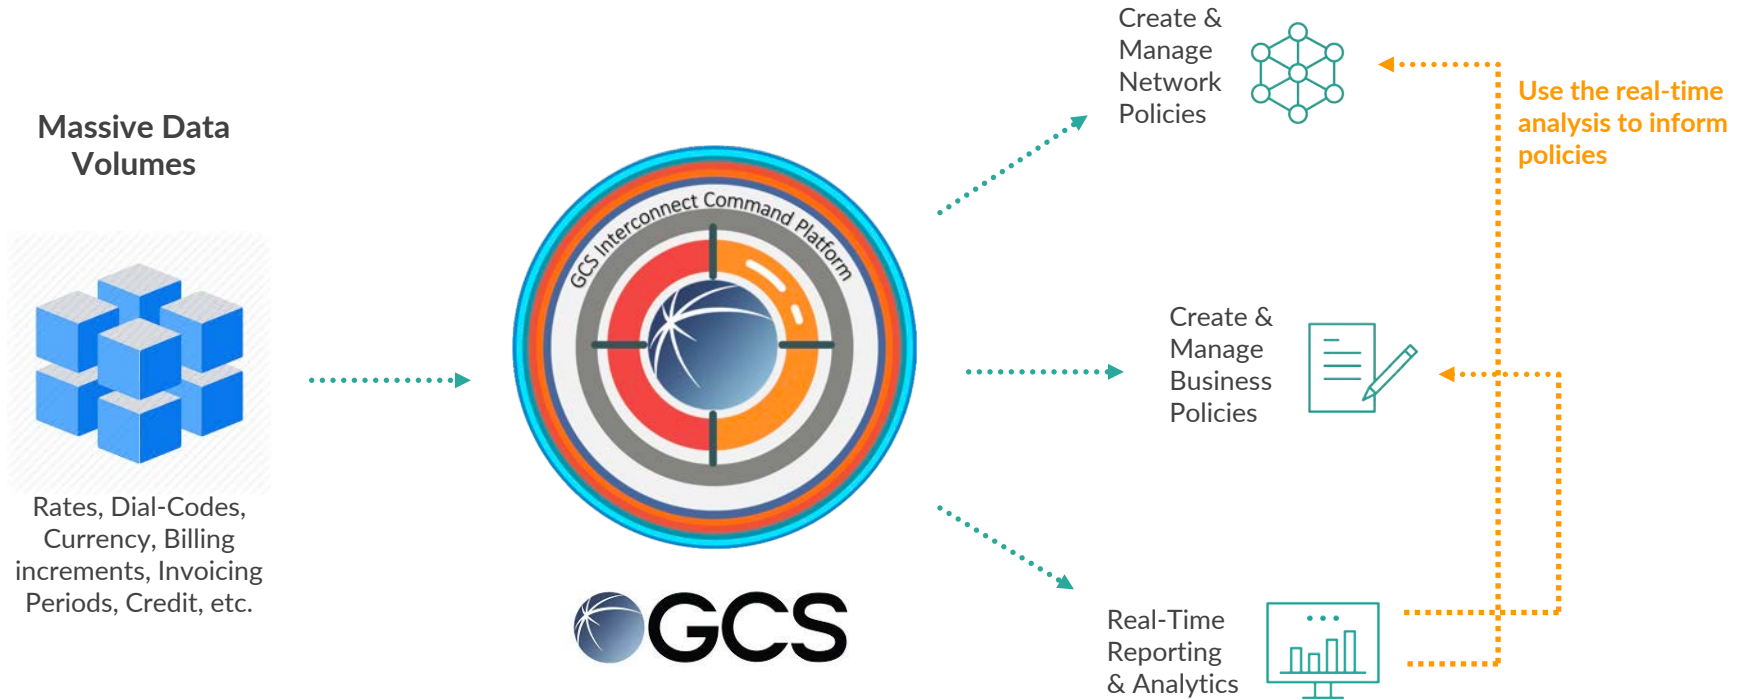 Massive Data
Volumes
Rates, Dial-Codes,
Currency, Billing
increments, Invoicing
Periods, Credit, etc.
GCS Interconnect Command Platform
GCS
Create &
Manage
Network
Policies
Create &
Manage
Business
Policies
Real-Time
Reporting
& Analytics
Use the real-time
analysis to inform
policies